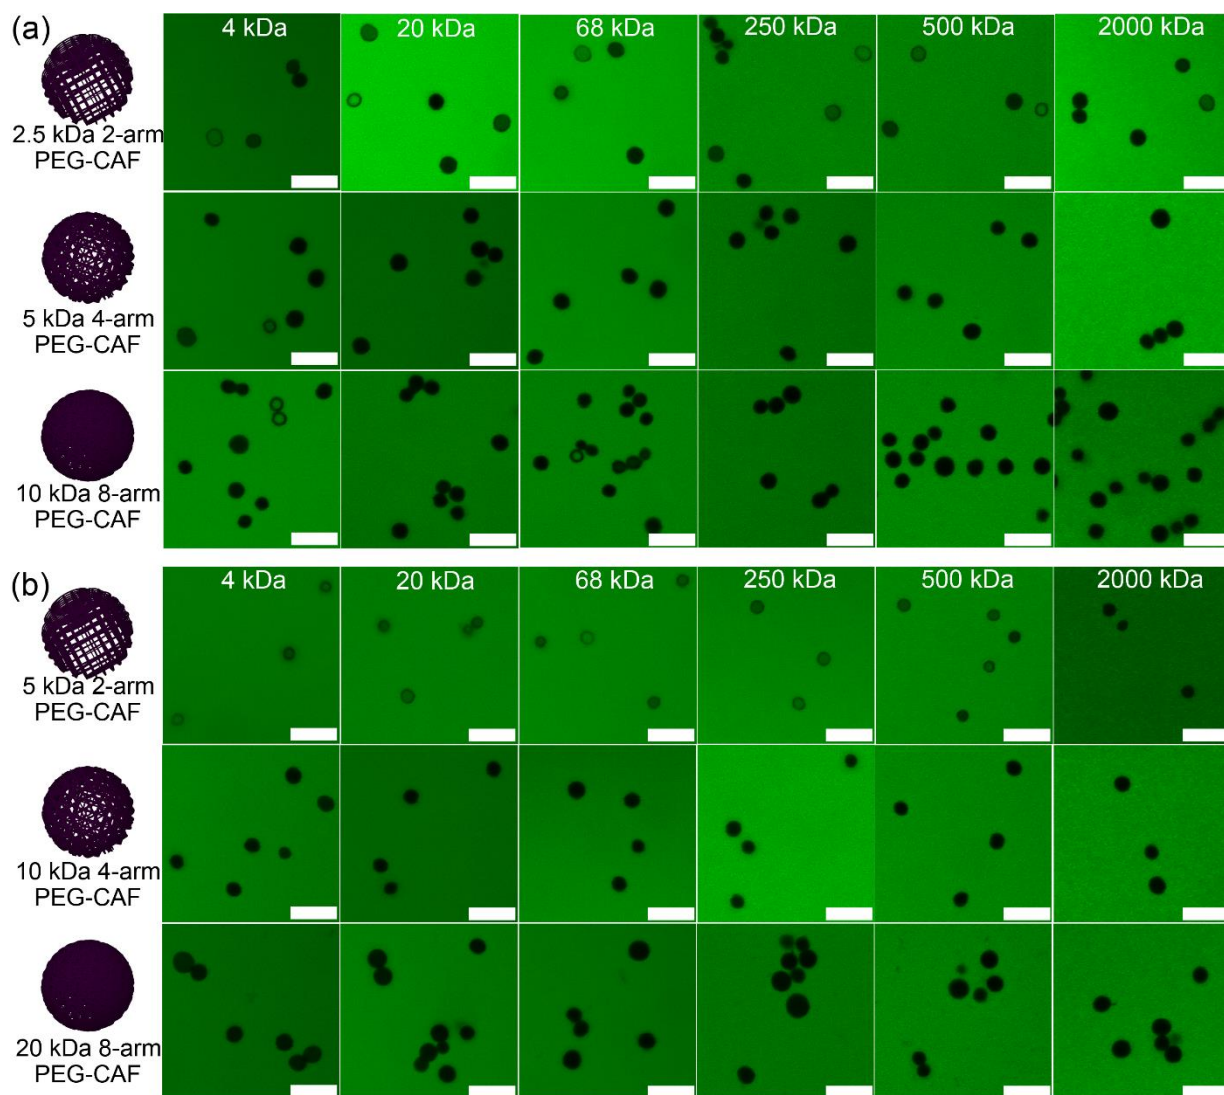 (a)
4 kDa
20 kDa
68 kDa
250 kDa
500 kDa
2000 kDa
2.5 kDa 2-arm
PEG-CAF
5 kDa 4-arm
PEG-CAF
10 kDa 8-arm
PEG-CAF
(b)
4 kDa
20 kDa
68 kDa
250 kDa
500 kDa
2000 kDa
5 kDa 2-arm
PEG-CAF
10 kDa 4-arm
PEG-CAF
20 kDa 8-arm
PEG-CAF